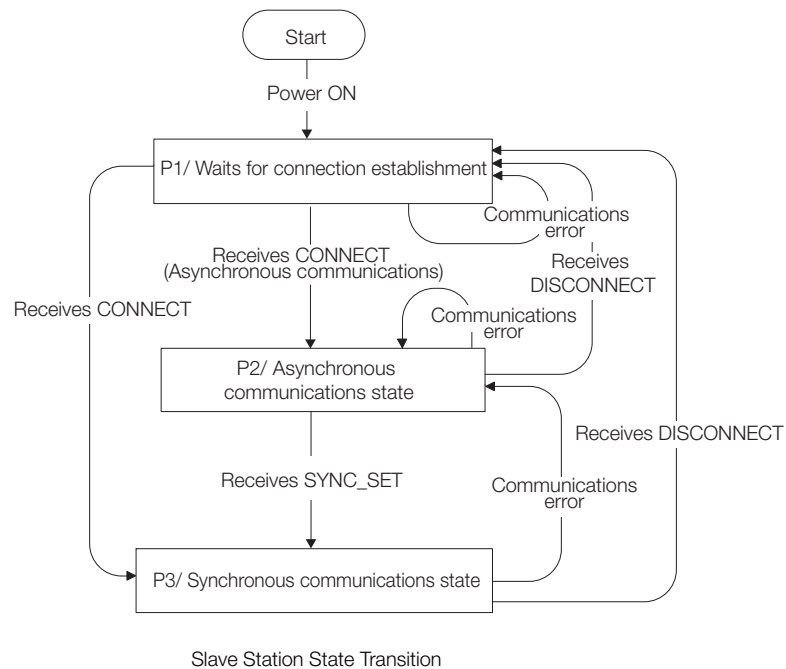 Start
Power ON
P1/ Waits for connection establishment
Communications
error
Receives CONNECT
(Asynchronous communications)
Receives
DISCONNECT
Receives CONNECT
Communications
error
P2/ Asynchronous
communications state
Receives DISCONNECT
Receives SYNC_SET
Communications
error
P3/ Synchronous communications state
Slave Station State Transition